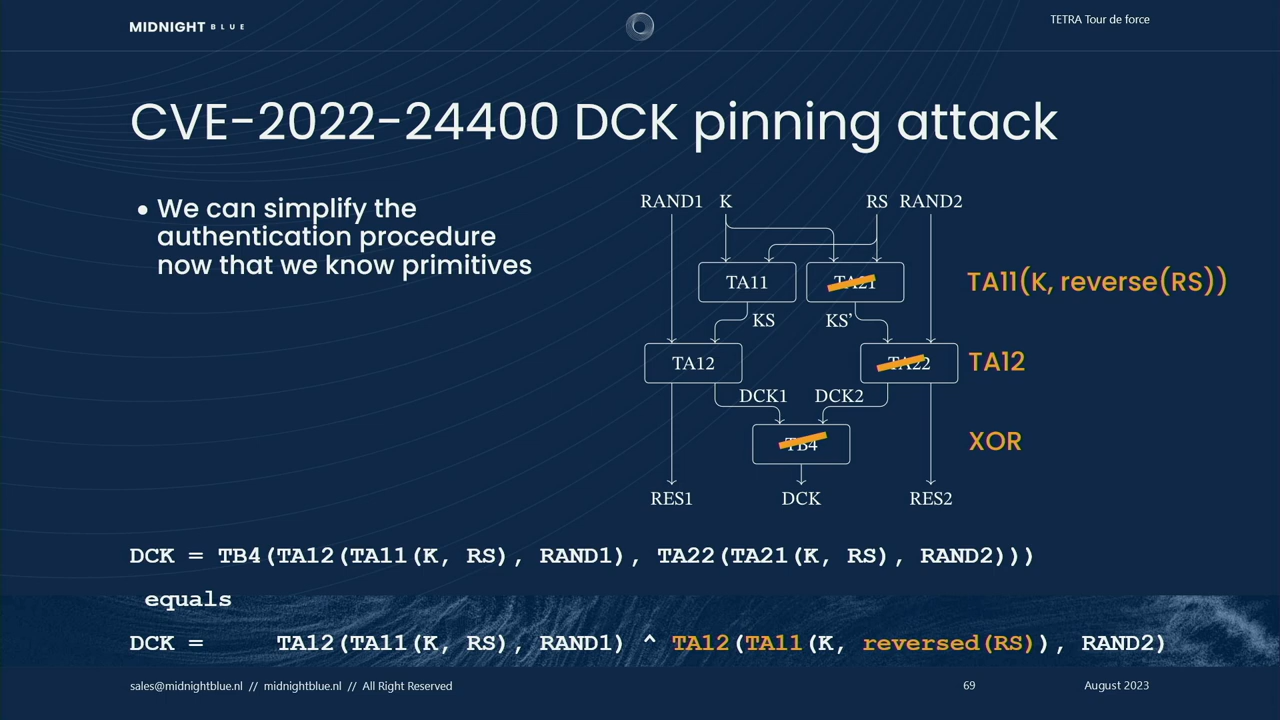 MIDNIGHT BLUE
TETRA Tour de force
CVE-2022-24400 DCK pinning attack
• We can simplify the
authentication procedure
now that we know primitives
RAND1 K RS RAND2
TA11 TA21 TA11(K, reverse(RS))
KS KS'
TA12 TA22 TA12
DCK1 DCK2
TB4 XOR
RES1 DCK RES2
DCK = TB4(TA12(TA11(K, RS), RAND1), TA22(TA21(K, RS), RAND2)))
equals
DCK = TA12(TA11(K, RS), RAND1) ^ TA12(TA11(K, reversed(RS)), RAND2)
sales@midnightblue.nl // midnightblue.nl // All Right Reserved
69
August 2023